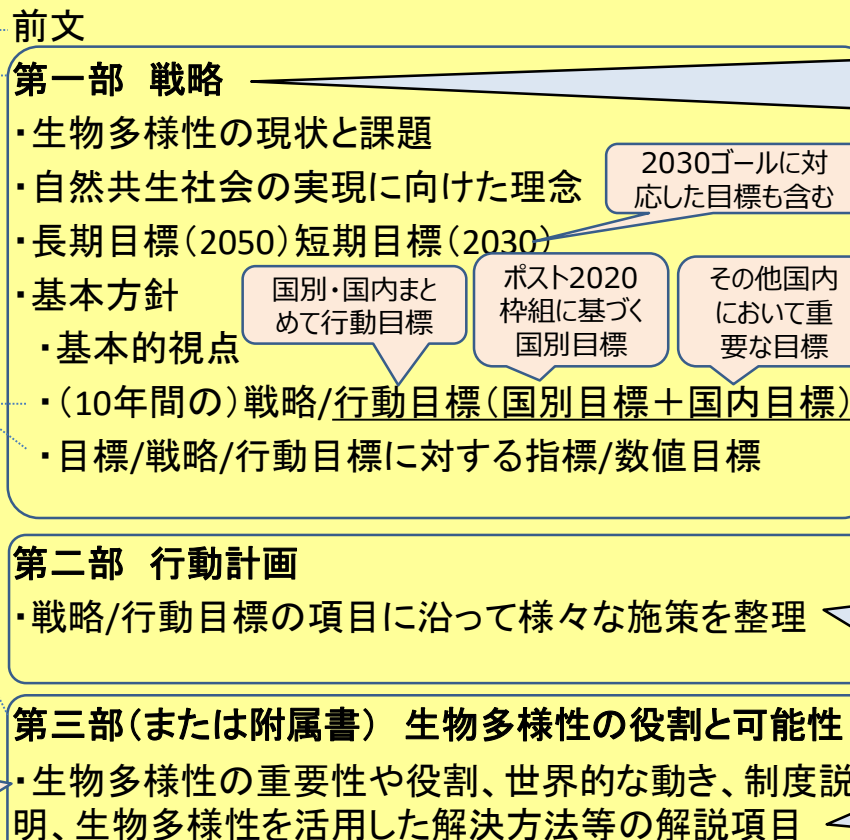 前文
第一部 戦略
・生物多様性の現状と課題
・自然共生社会の実現に向けた理念
2030ゴールに対
応した目標も含む
・長期目標(2050)短期目標(2030)
・基本方針
国別・国内まと
めて行動目標
ポスト2020
枠組に基づく
国別目標
その他国内
において重
要な目標
・基本的視点
・(10年間の)戦略/行動目標(国別目標＋国内目標)
・目標/戦略/行動目標に対する指標/数値目標
第二部 行動計画
・戦略/行動目標の項目に沿って様々な施策を整理
第三部(または附属書) 生物多様性の役割と可能性
・生物多様性の重要性や役割、世界的な動き、制度説
明、生物多様性を活用した解決方法等の解説項目